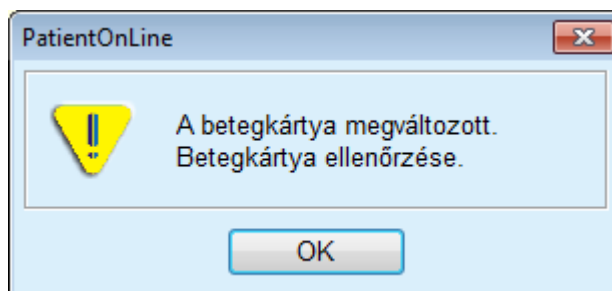 PatientOnLine
A betegkártya megváltozott.
Betegkártya ellenőrzése.
OK